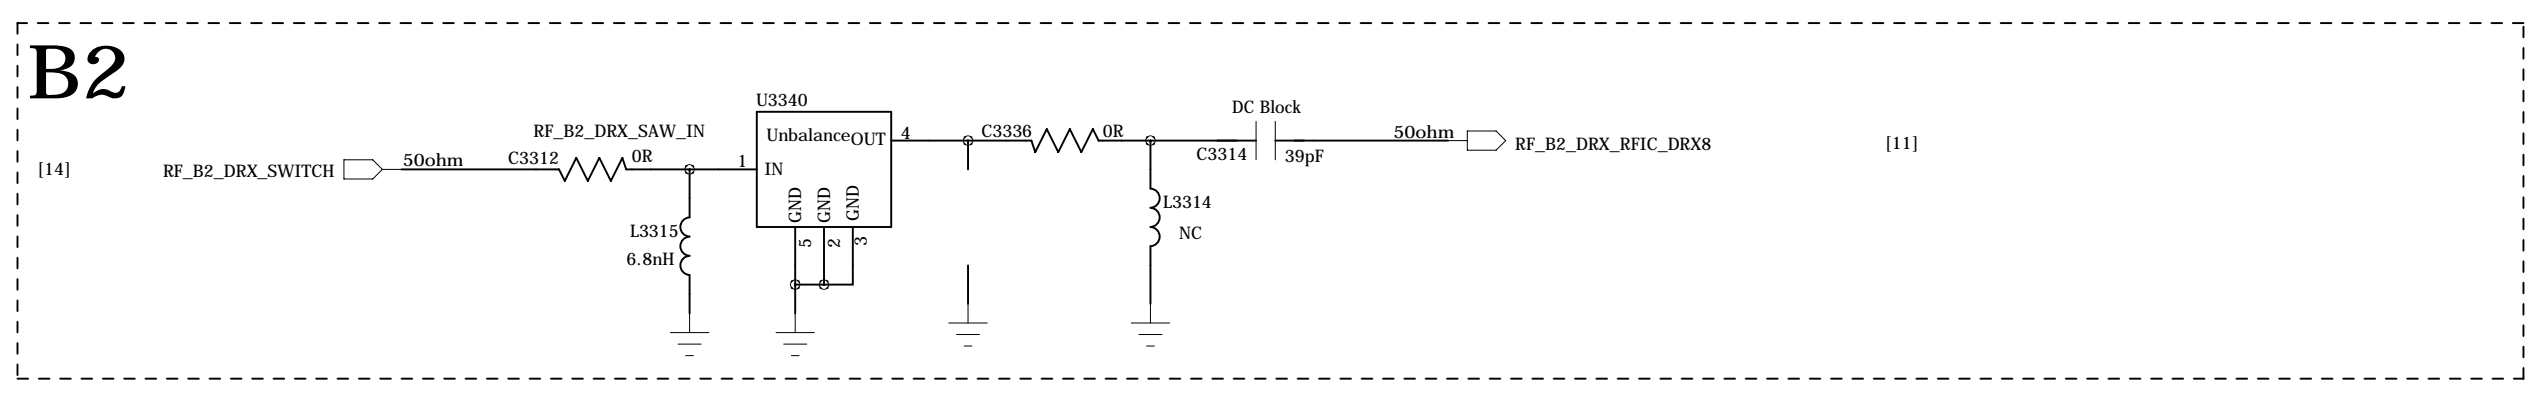 B2
[14]
RF_B2_DRX_SWITCH
50ohm
C3312
RF_B2_DRX_SAW_IN
0R
L3315
6.8nH
U3340
1
IN
Unbalance
OUT
4
GND
GND
GND
5
2
3
C3336
0R
L3314
NC
DC Block
C3314
39pF
50ohm
RF_B2_DRX_RFIC_DRX8
[11]